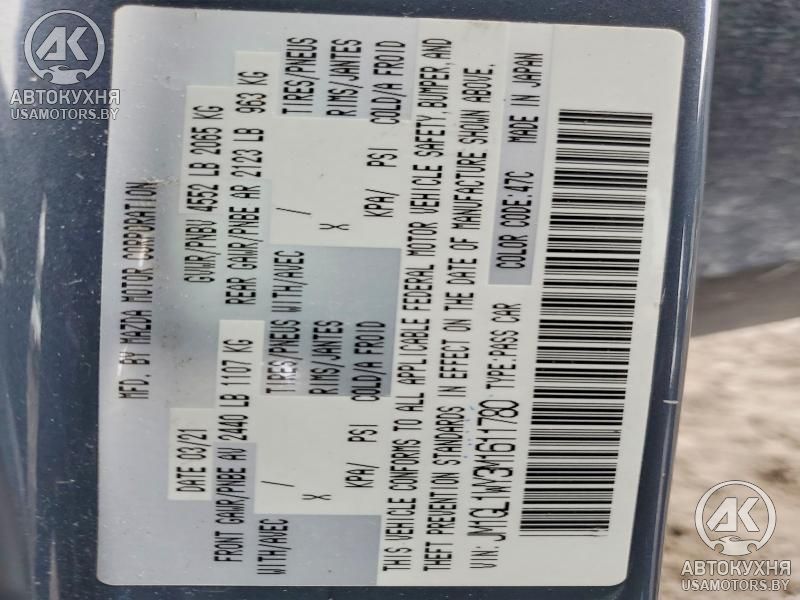 MFD. BY MAZDA MOTOR CORPORATION
DATE 03/21 GVWR/PNBV 4552 LB 2065 KG
FRONT GAWR/PNBE AV 2440 LB 1107 KG REAR GAWR/PNBE AR 2123 LB 963 KG
WITH/AVEC / TIRES/PNEUS WITH/AVEC / TIRES/PNEUS
X RIMS/JANTES X RIMS/JANTES
KPA/ PSI COLD/A FROID KPA/ PSI COLD/A FROID
THIS VEHICLE CONFORMS TO ALL APPLICABLE FEDERAL MOTOR VEHICLE SAFETY, BUMPER, AND
THEFT PREVENTION STANDARDS IN EFFECT ON THE DATE OF MANUFACTURE SHOWN ABOVE.
VIN: JM1GL1WY3M1611780 TYPE:PASS CAR COLOR CODE:47C MADE IN JAPAN
AK
АВТОКУХНЯ
USAMOTORS.BY
AK
АВТОКУХНЯ
USAMOTORS.BY